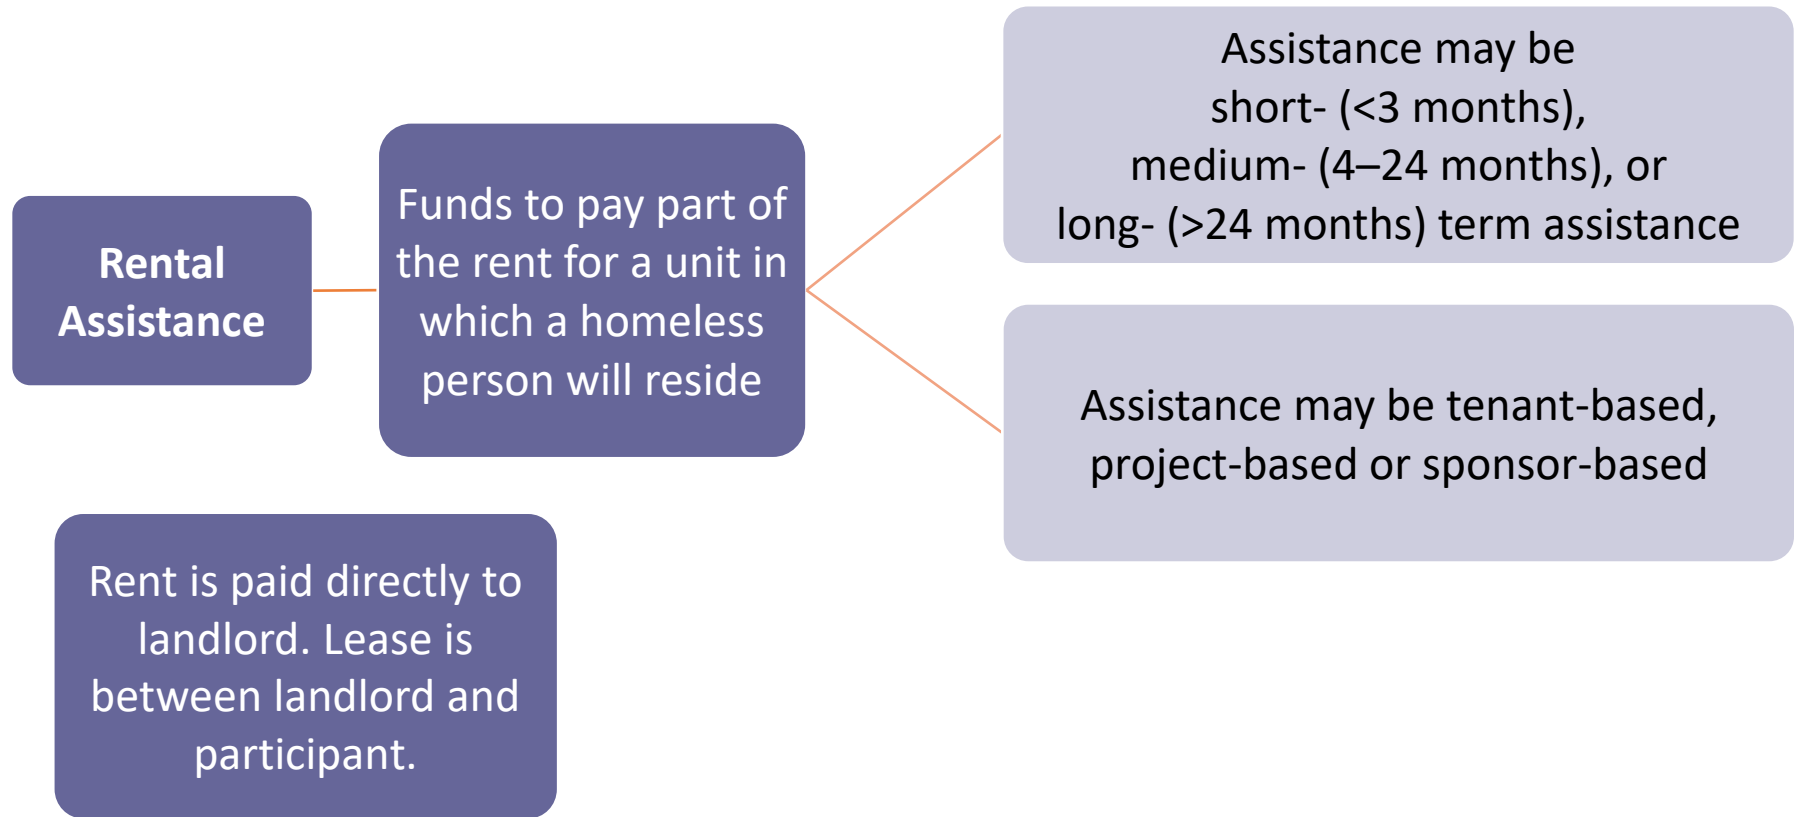 Rental
Assistance
Funds to pay part of
the rent for a unit in
which a homeless
person will reside
Assistance may be
short- (<3 months),
medium- (4–24 months), or
long- (>24 months) term assistance
Assistance may be tenant-based,
project-based or sponsor-based
Rent is paid directly to
landlord. Lease is
between landlord and
participant.